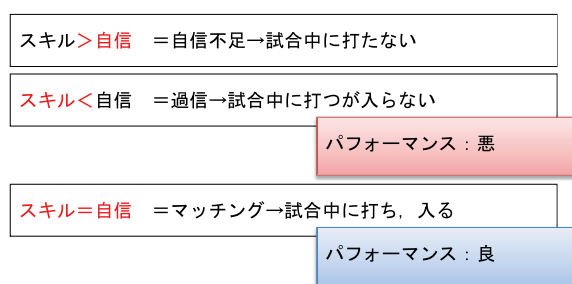 スキル＞自信　＝自信不足→試合中に打たない
スキル＜自信　＝過信→試合中に打つが入らない
パフォーマンス：悪
スキル＝自信　＝マッチング→試合中に打ち，入る
パフォーマンス：良